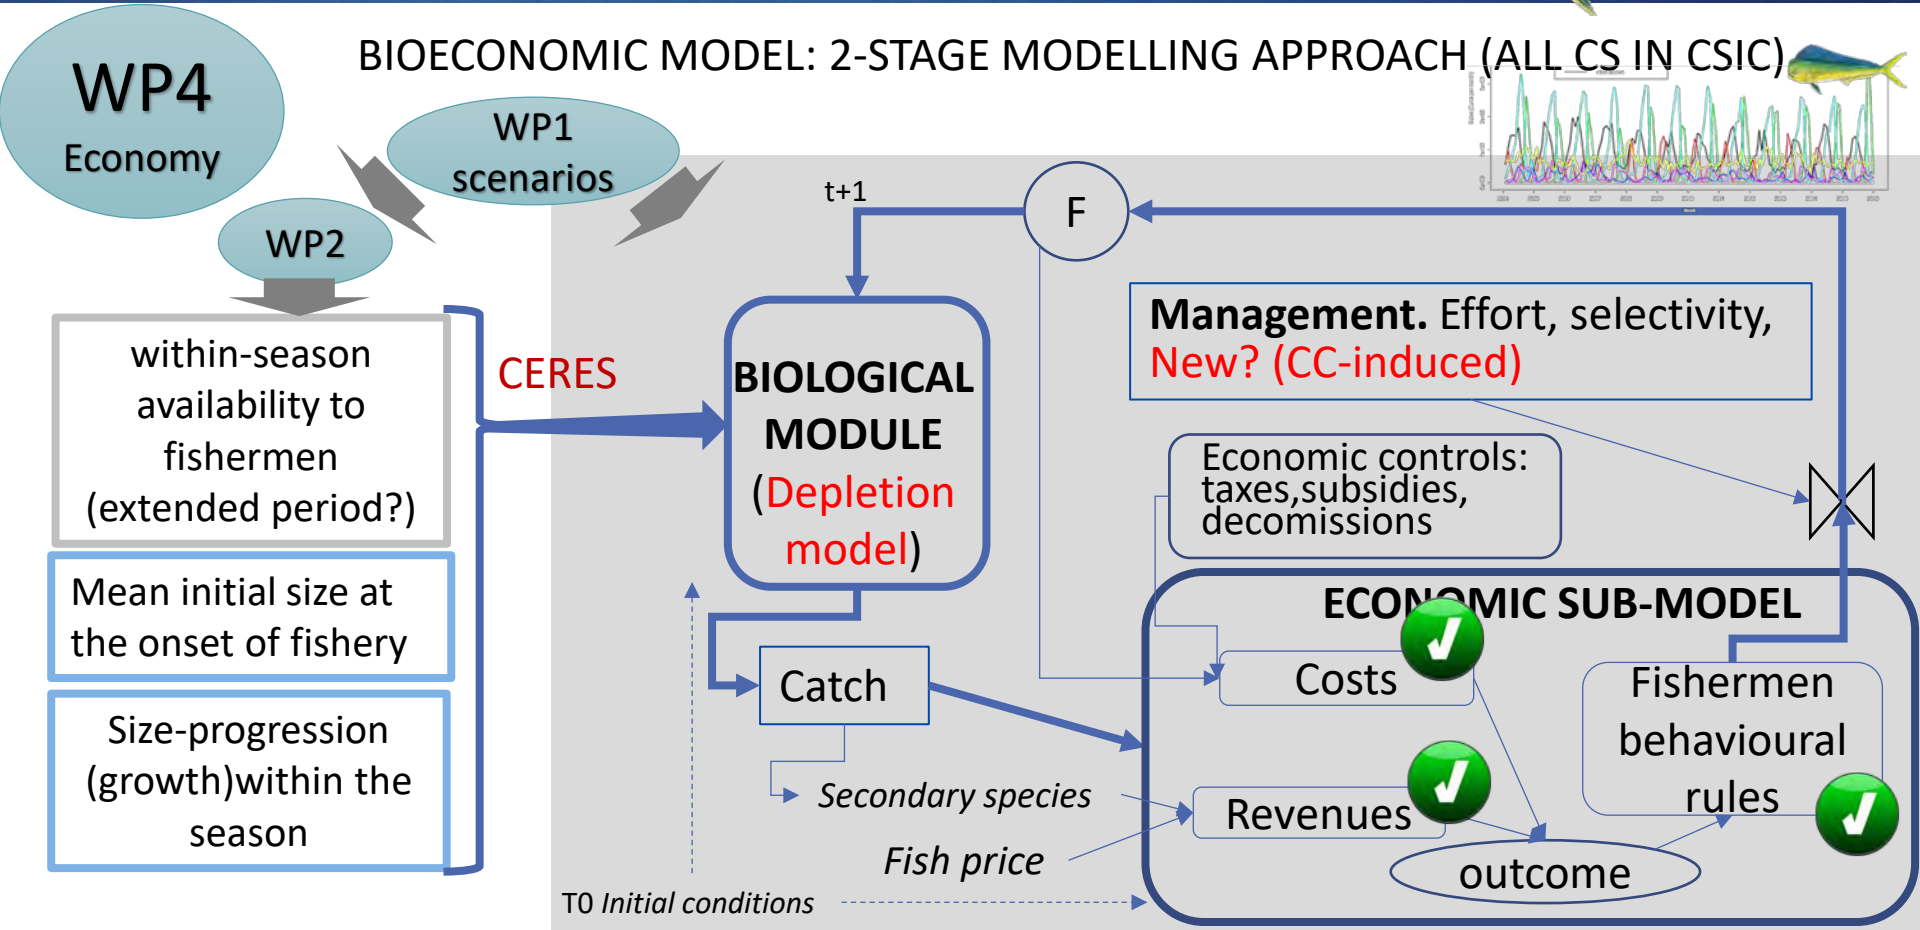 BIOECONOMIC MODEL: 2-STAGE MODELLING APPROACH (ALL CS IN CSIC)
WP4
Economy
WP1
scenarios
WP2
within-season
availability to
fishermen
(extended period?)
Mean initial size at
the onset of fishery
Size-progression
(growth)within the
season
CERES
t+1
F
BIOLOGICAL
MODULE
(Depletion
model)
Management. Effort, selectivity,
New? (CC-induced)
Economic controls:
taxes,subsidies,
decomissions
ECONOMIC SUB-MODEL
Catch
Costs
Fishermen
behavioural
rules
Secondary species
Revenues
Fish price
outcome
T0 Initial conditions